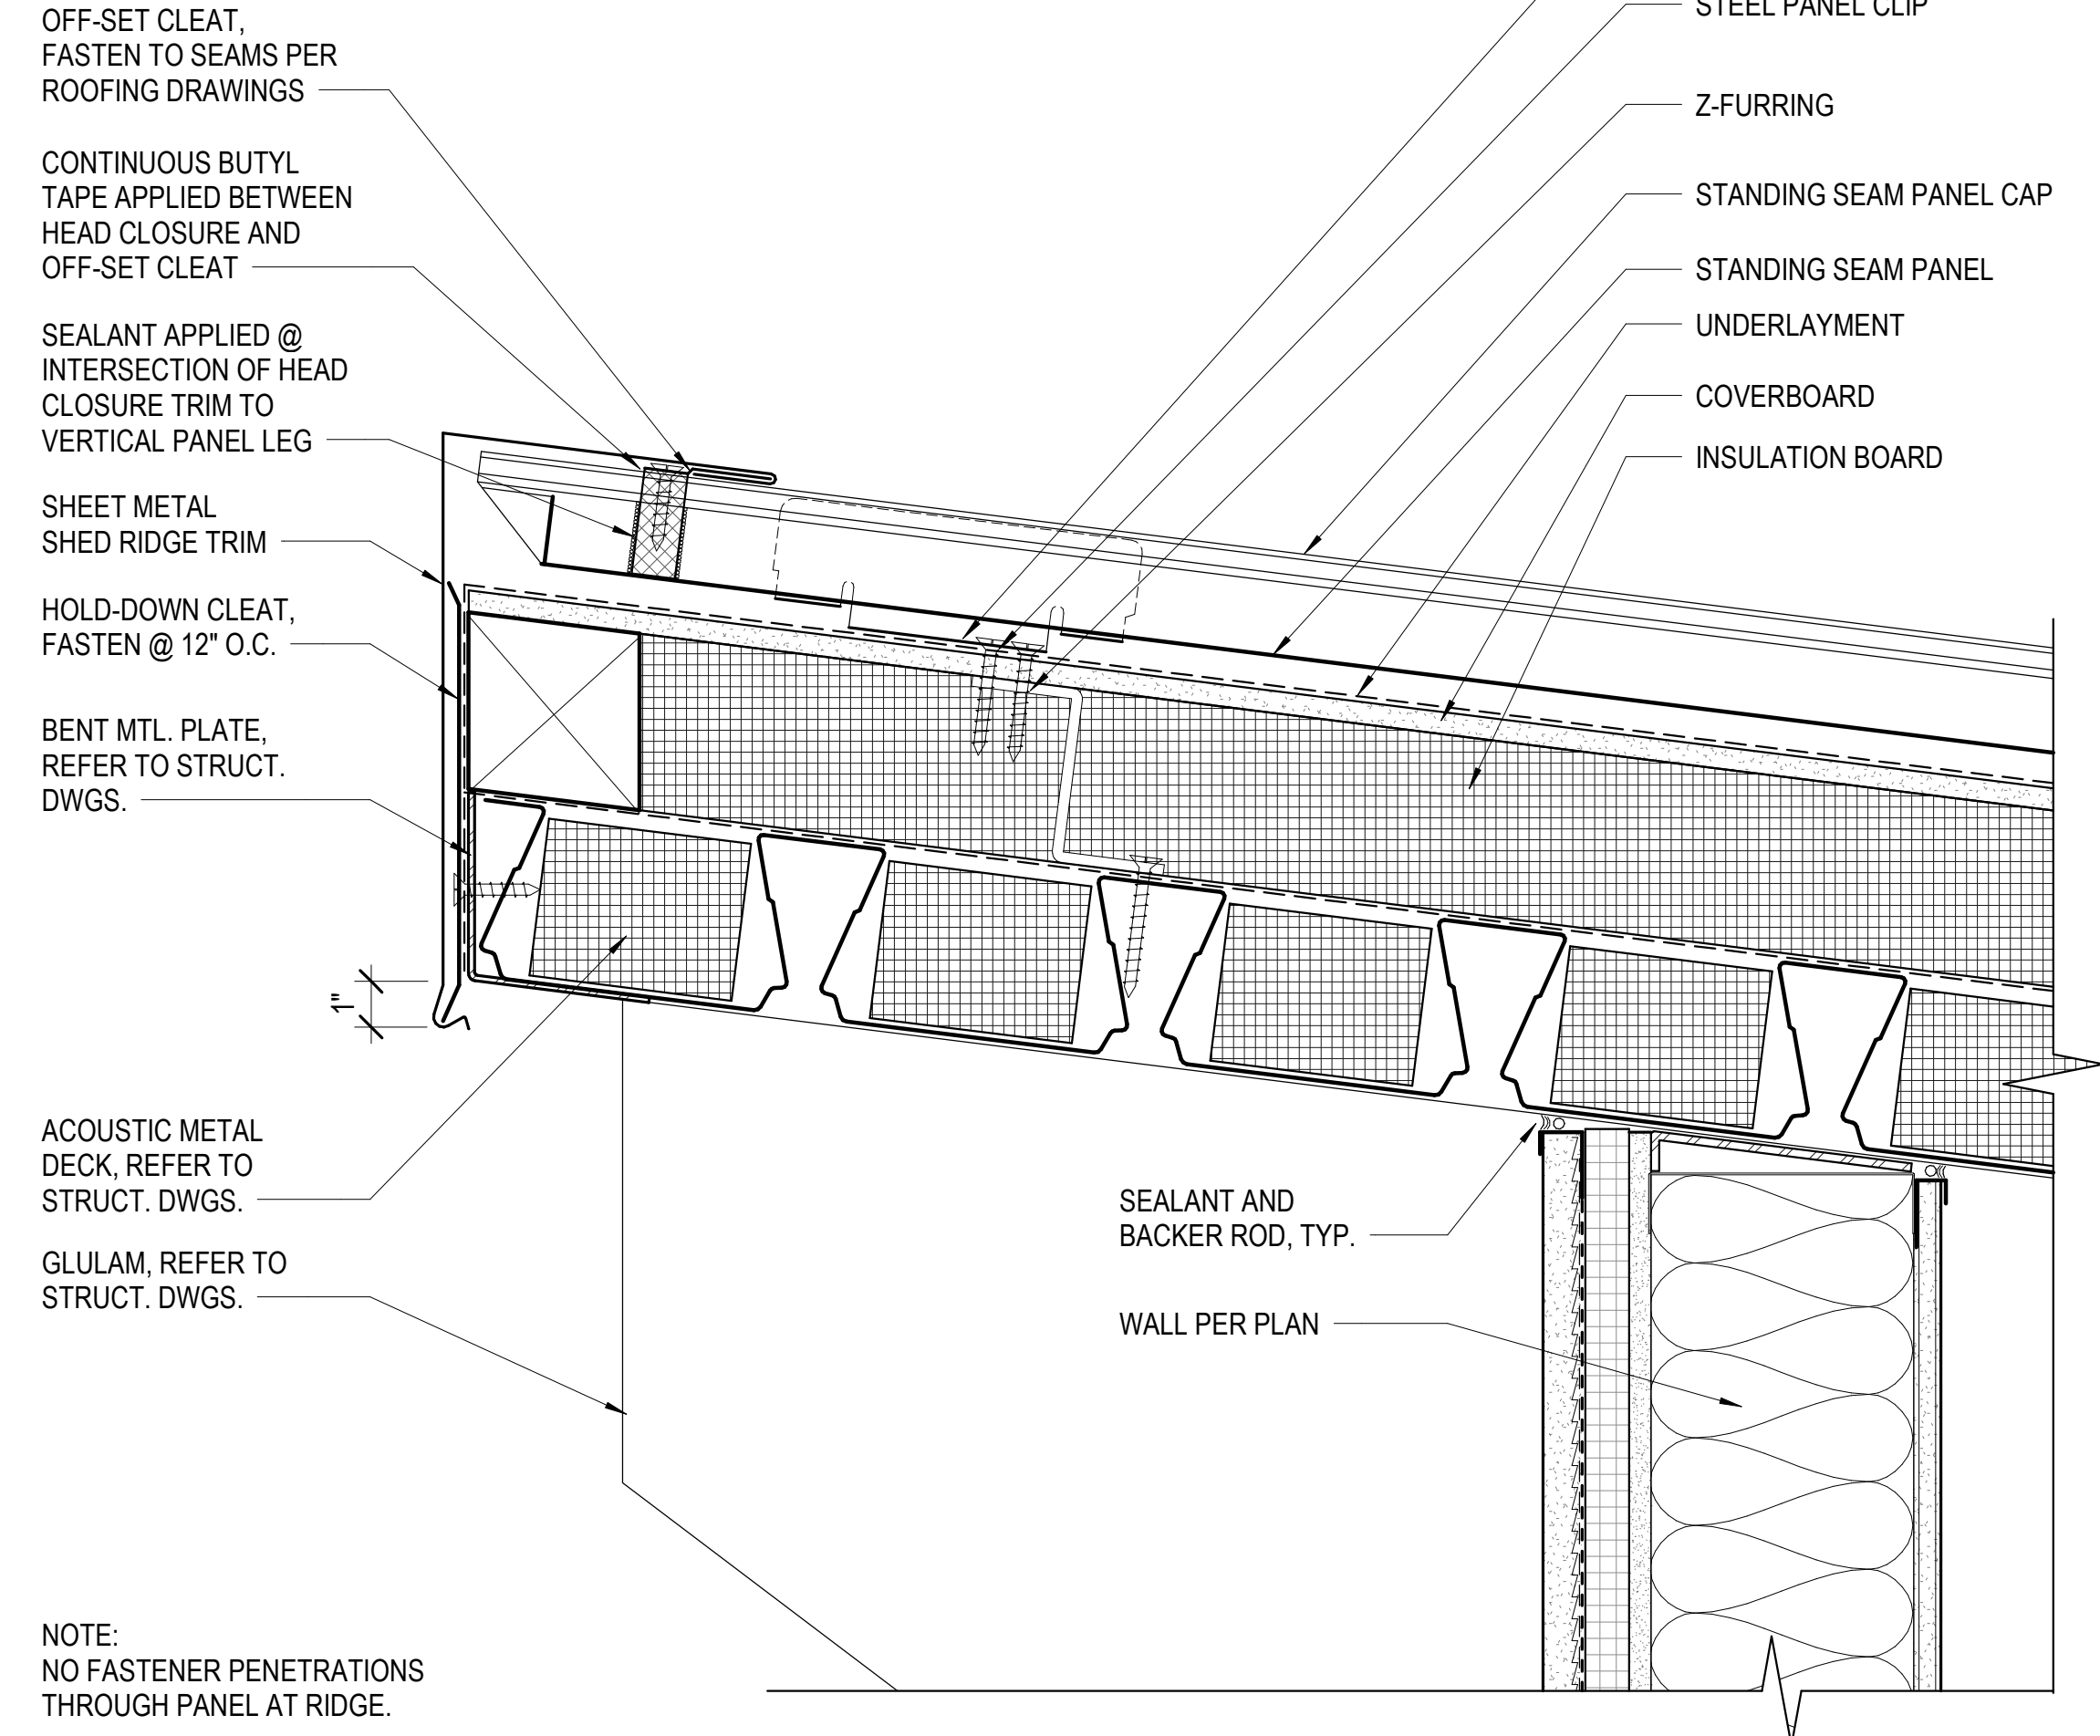 OFF-SET CLEAT,
FASTEN TO SEAMS PER
ROOFING DRAWINGS
CONTINUOUS BUTYL
TAPE APPLIED BETWEEN
HEAD CLOSURE AND
OFF-SET CLEAT
SEALANT APPLIED @
INTERSECTION OF HEAD
CLOSURE TRIM TO
VERTICAL PANEL LEG
SHEET METAL
SHED RIDGE TRIM
HOLD-DOWN CLEAT,
FASTEN @ 12" O.C.
BENT MTL. PLATE,
REFER TO STRUCT.
DWGS.
1"
ACOUSTIC METAL
DECK, REFER TO
STRUCT. DWGS.
GLULAM, REFER TO
STRUCT. DWGS.
NOTE:
NO FASTENER PENETRATIONS
THROUGH PANEL AT RIDGE.
STEEL PANEL CLIP
Z-FURRING
STANDING SEAM PANEL CAP
STANDING SEAM PANEL
UNDERLAYMENT
COVERBOARD
INSULATION BOARD
SEALANT AND
BACKER ROD, TYP.
WALL PER PLAN